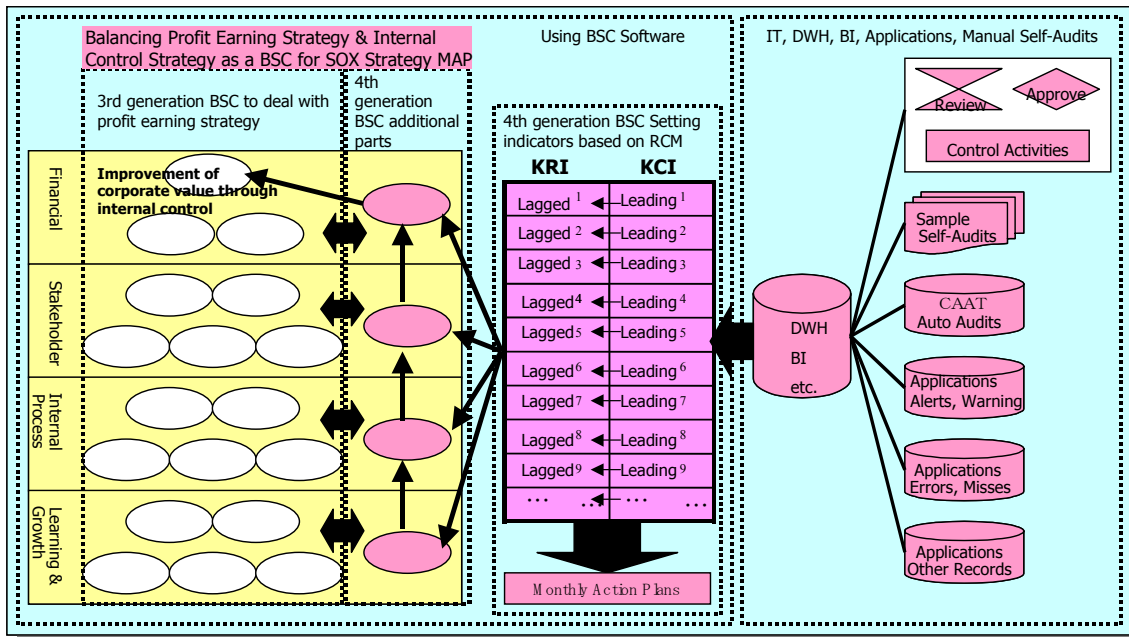 Balancing Profit Earning Strategy & Internal
Control Strategy as a BSC for SOX Strategy MAP
3rd generation BSC to deal with
profit earning strategy
4th
generation
BSC additional
parts
Financial
Improvement of
corporate value through
internal control
Stakeholder
Internal
Process
Learning &
Growth
Using BSC Software
4th generation BSC Setting
indicators based on RCM
KRI KCI
Lagged 1 Leading 1
Lagged 2 Leading 2
Lagged 3 Leading 3
Lagged 4 Leading 4
Lagged 5 Leading 5
Lagged 6 Leading 6
Lagged 7 Leading 7
Lagged 8 Leading 8
Lagged 9 Leading 9
… … … …
Monthly Action Plans
IT, DWH, BI, Applications, Manual Self-Audits
Review
Approve
Control Activities
DWH
BI
etc.
Sample
Self-Audits
CAAT
Auto Audits
Applications
Alerts, Warning
Applications
Errors, Misses
Applications
Other Records